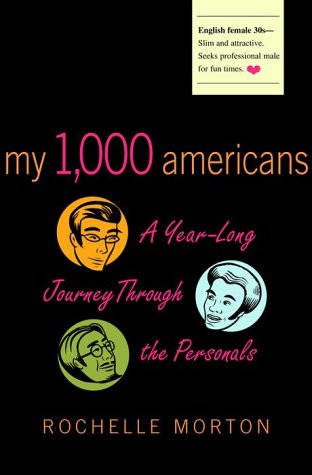 English female 30s—
Slim and attractive.
Seeks professional male
for fun times.
my 1,000 americans
A Year-Long
Journey Through
the Personals
ROCHELLE MORTON